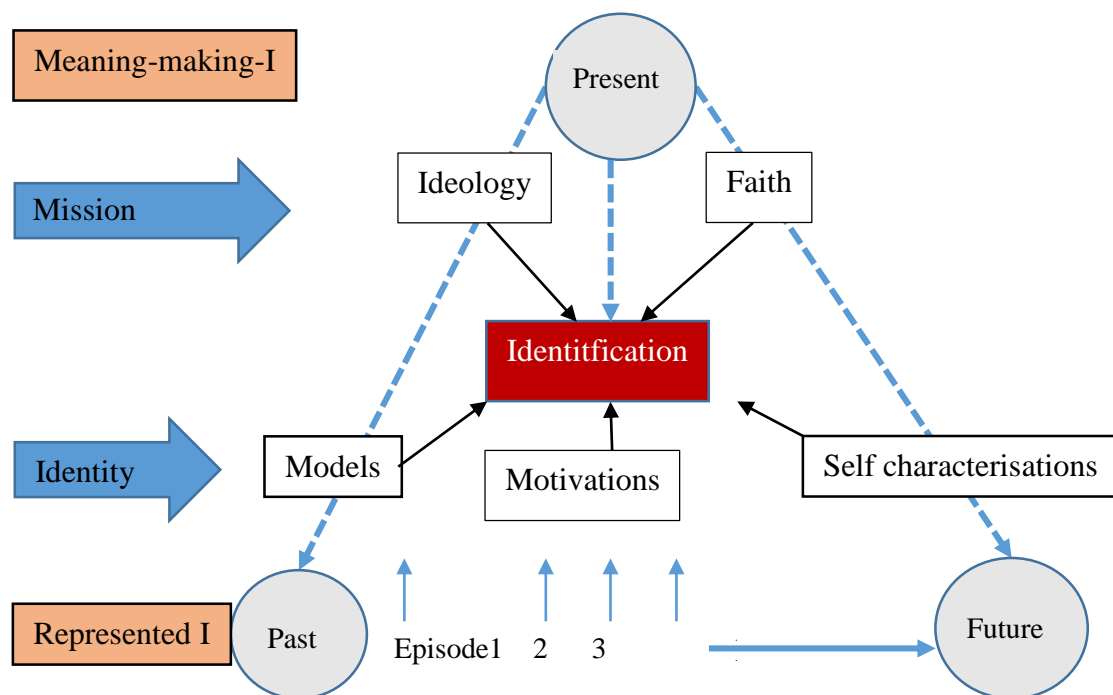 Meaning-making-I
Present
Ideology
Faith
Mission
Identitfication
Models
Motivations
Self characterisations
Identity
Represented I
Past
Episode1 2 3
Future